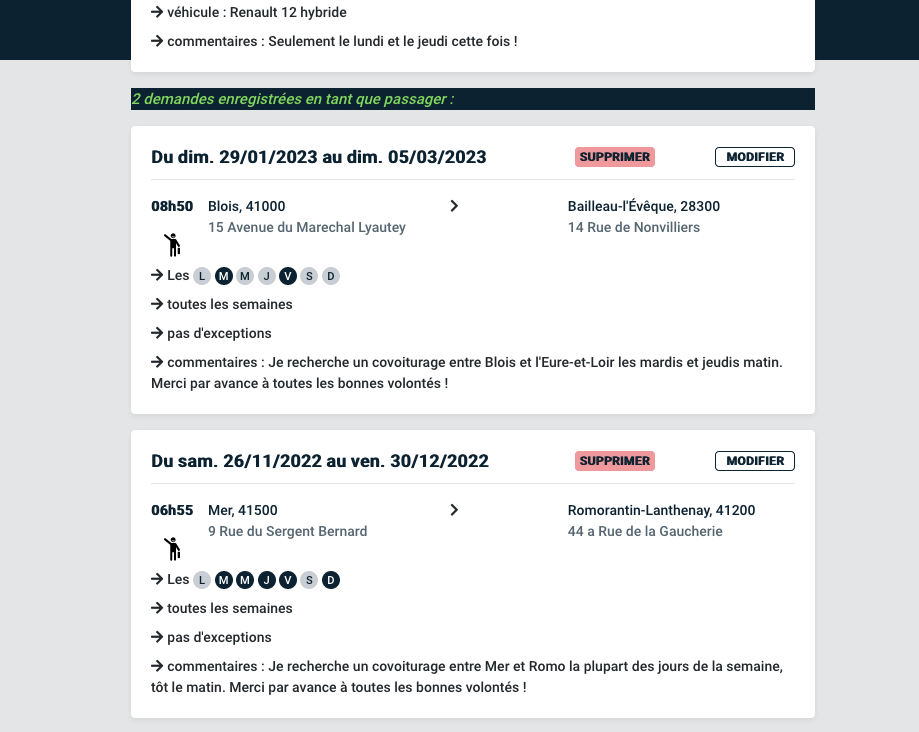 → véhicule : Renault 12 hybride
→ commentaires : Seulement le lundi et le jeudi cette fois !
2 demandes enregistrées en tant que passager :
Du dim. 29/01/2023 au dim. 05/03/2023 SUPPRIMER MODIFIER
08h50 Blois, 41000 Bailleau-l'Évêque, 28300
15 Avenue du Marechal Lyautey 14 Rue de Nonvilliers
→ Les L M M J V S D
→ toutes les semaines
→ pas d'exceptions
→ commentaires : Je recherche un covoiturage entre Blois et l'Eure-et-Loir les mardis et jeudis matin.
Merci par avance à toutes les bonnes volontés !
Du sam. 26/11/2022 au ven. 30/12/2022 SUPPRIMER MODIFIER
06h55 Mer, 41500 Romorantin-Lanthenay, 41200
9 Rue du Sergent Bernard 44 a Rue de la Gaucherie
→ Les L M M J V S D
→ toutes les semaines
→ pas d'exceptions
→ commentaires : Je recherche un covoiturage entre Mer et Romo la plupart des jours de la semaine,
tôt le matin. Merci par avance à toutes les bonnes volontés !